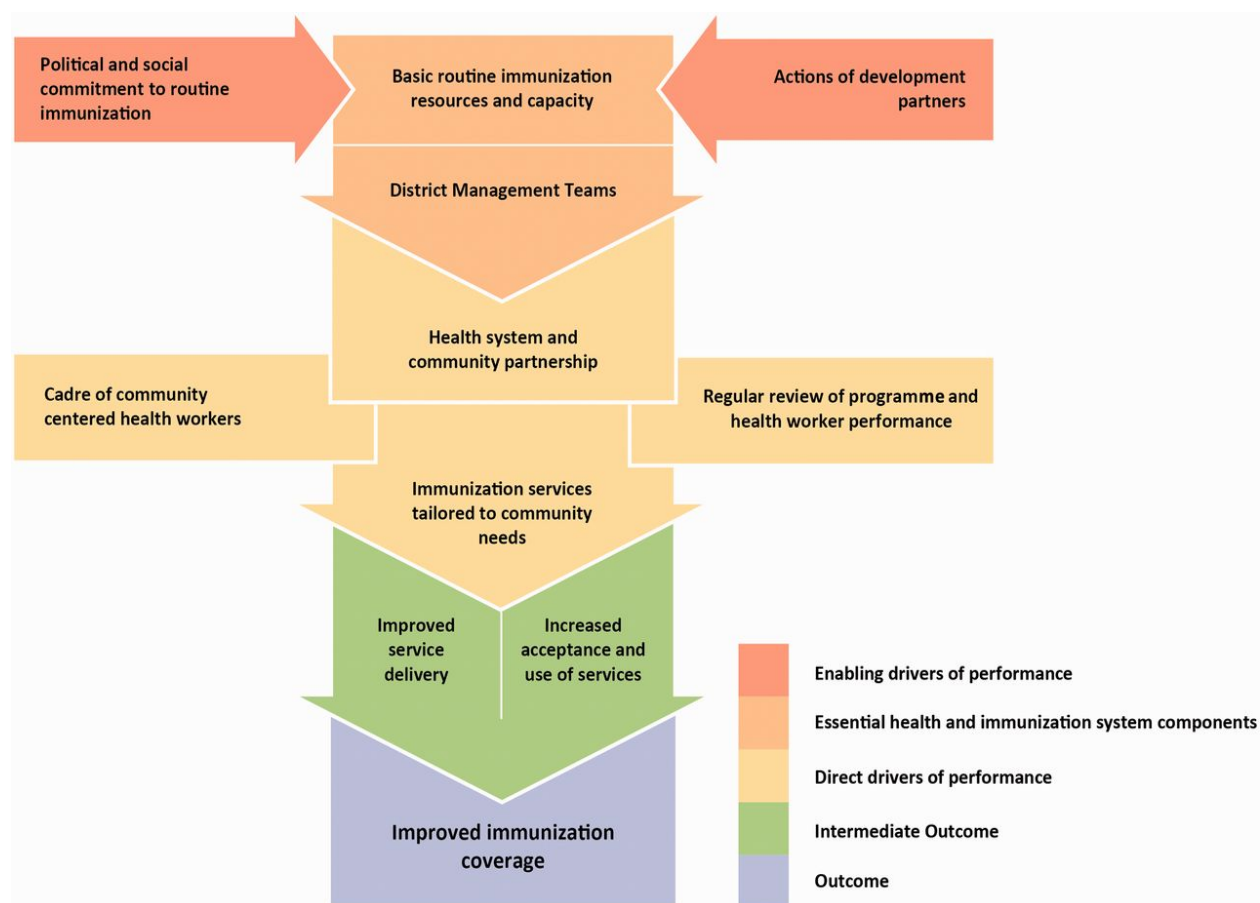 Political and social
commitment to routine
immunization
Basic routine immunization
resources and capacity
Actions of development
partners
District Management Teams
Health system and
community partnership
Cadre of community
centered health workers
Regular review of programme and
health worker performance
Immunization services
tailored to community
needs
Improved
service
delivery
Increased
acceptance and
use of services
Improved immunization
coverage
Enabling drivers of performance
Essential health and immunization system components
Direct drivers of performance
Intermediate Outcome
Outcome